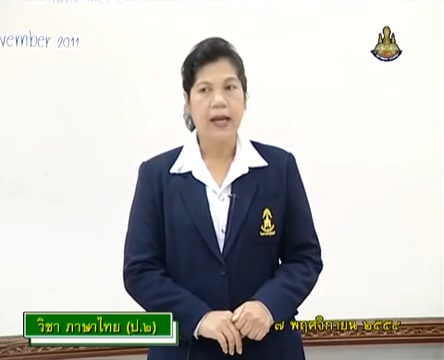 vember 2011
วิชา ภาษาไทย (ป.๒)
๗ พฤศจิกายน ๒๕๕๔